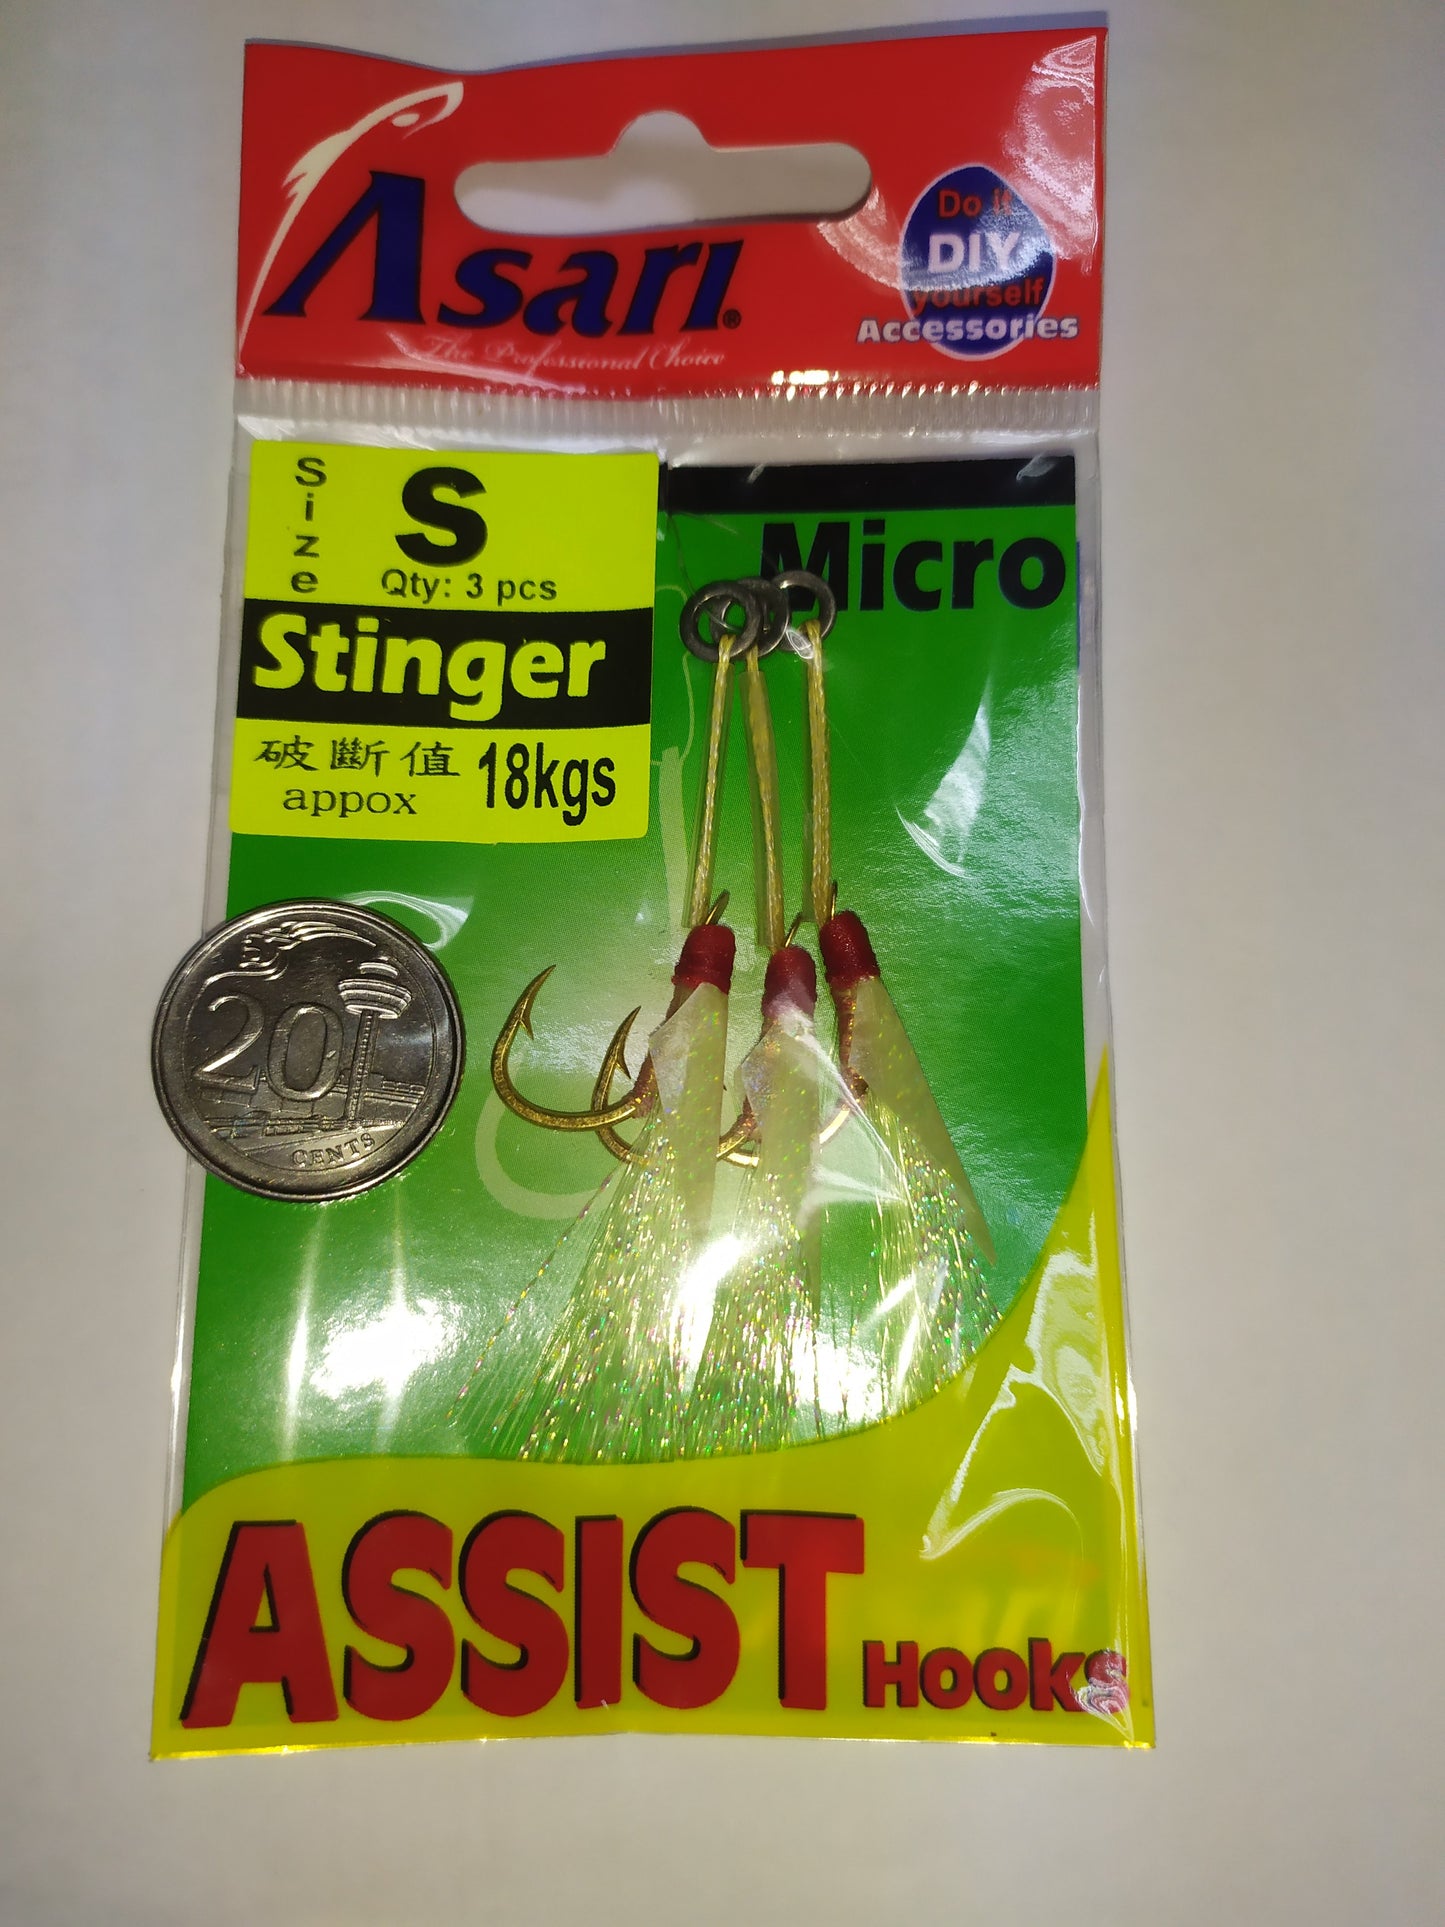 Asari®
The Professional Choice
Do it
DIY
yourself
Accessories
Size
S
Qty: 3 pcs
Stinger
破斷值 18kgs
appox
Micro
20
CENTS
ASSIST HOOKS